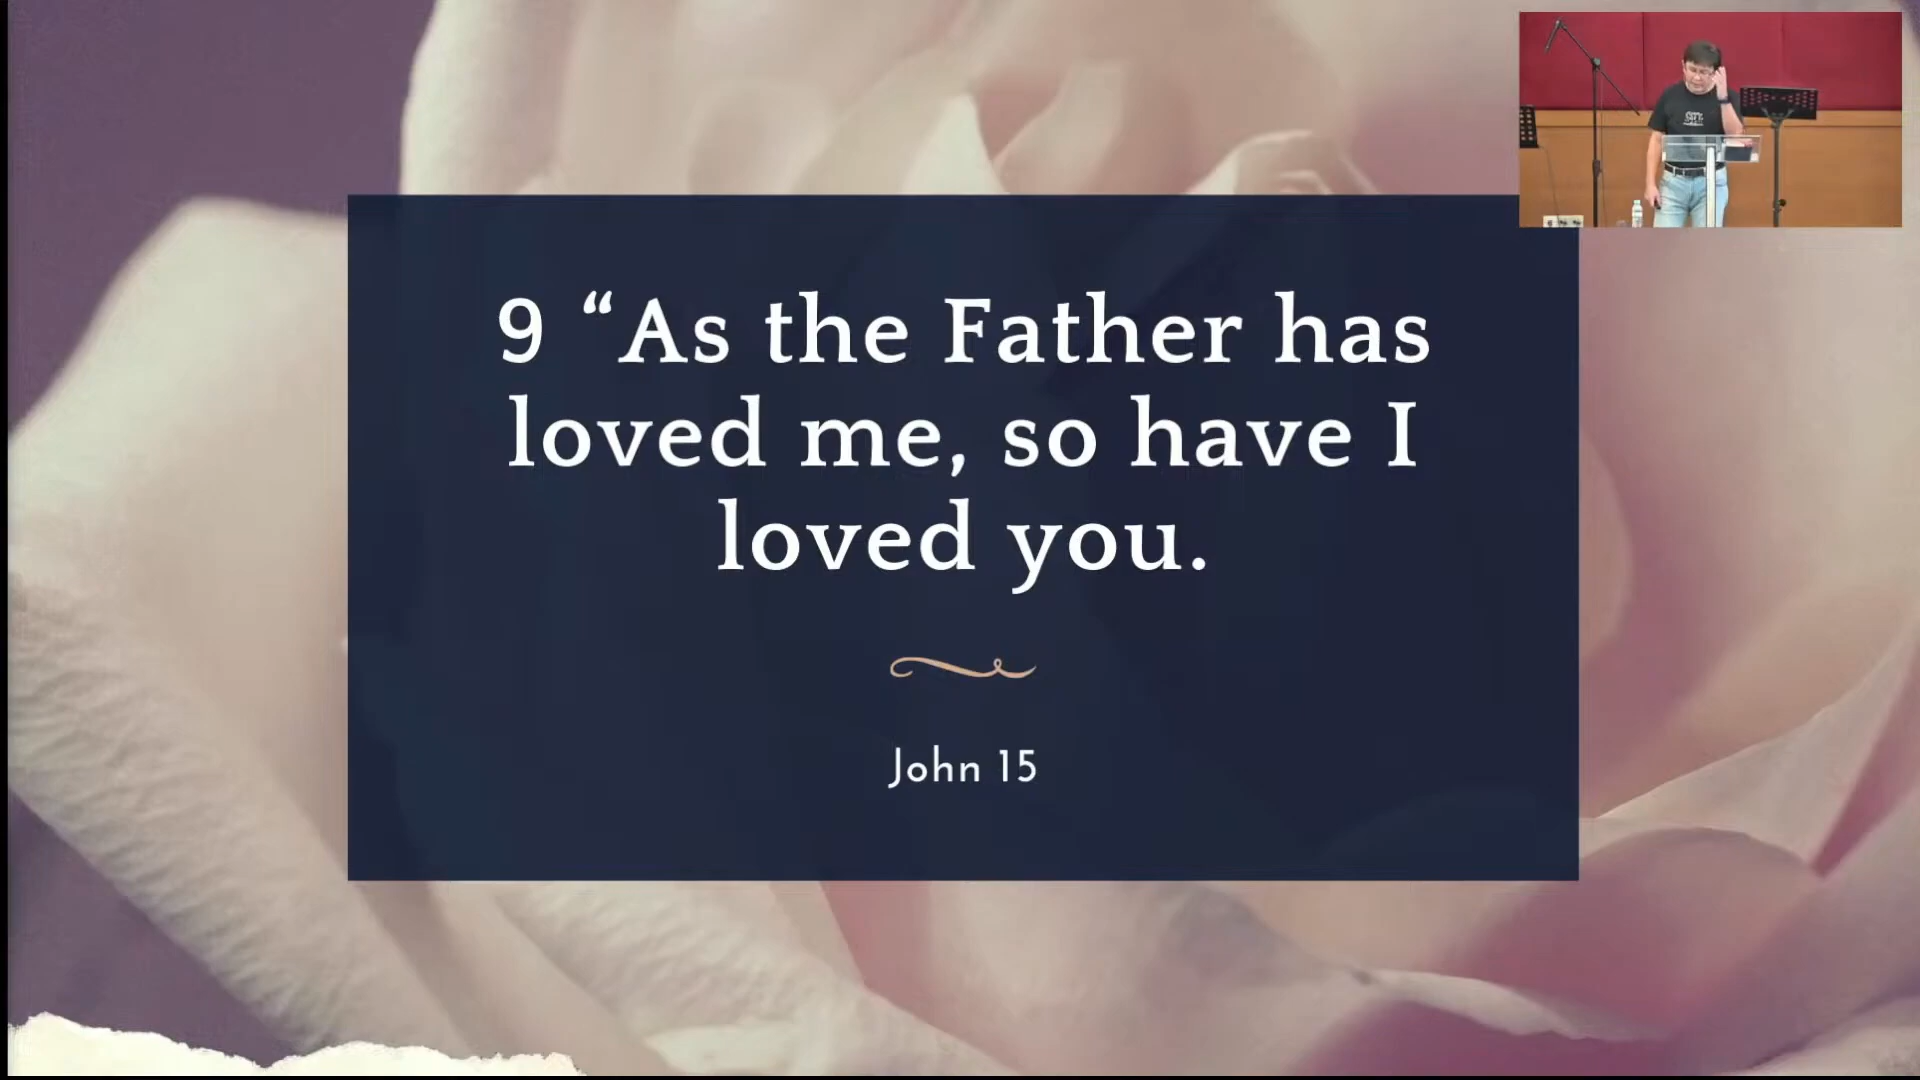 9 “As the Father has
loved me, so have I
loved you.
John 15